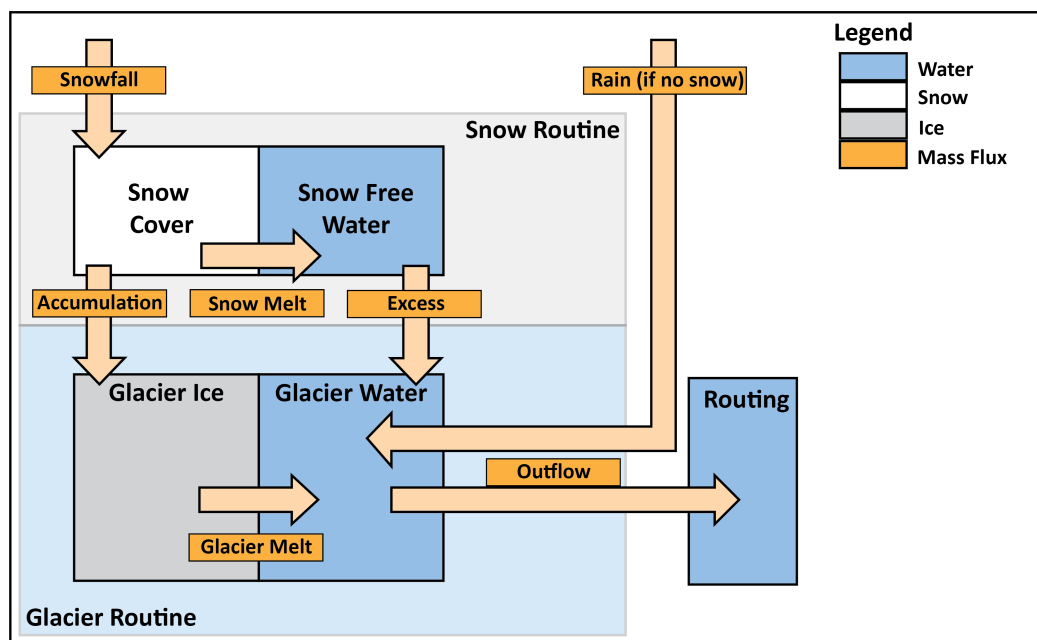 Legend
Water
Snow
Ice
Mass Flux
Snowfall
Rain (if no snow)
Snow Routine
Snow
Cover
Snow Free
Water
Accumulation
Snow Melt
Excess
Glacier Ice
Glacier Water
Routing
Outflow
Glacier Melt
Glacier Routine